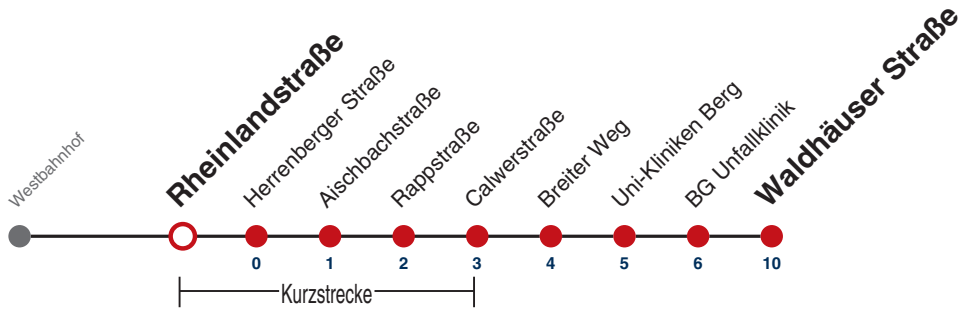 Westbahnhof
Rheinlandstraße
Herrenberger Straße
Aischbachstraße
Rappstraße
Calwerstraße
Breiter Weg
Uni-Kliniken Berg
BG Unfallklinik
Waldhäuser Straße
0 1 2 3 4 5 6 10
Kurzstrecke